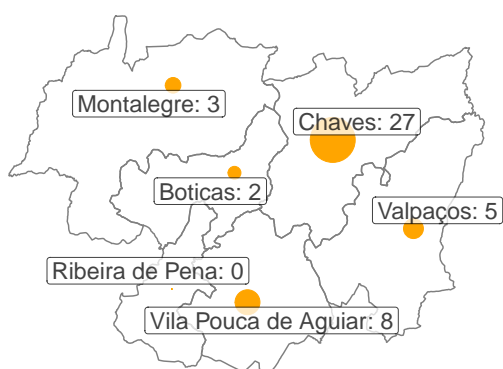 Montalegre: 3
Chaves: 27
Boticas: 2
Valpaços: 5
Ribeira de Pena: 0
Vila Pouca de Aguiar: 8